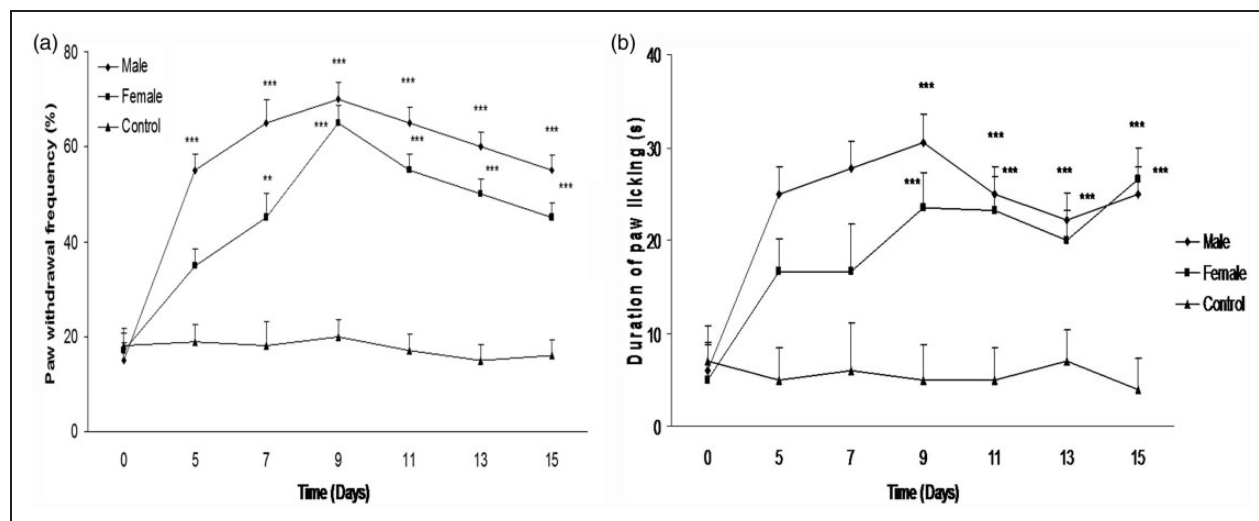 (a)
Paw withdrawal frequency (%)
80
60
40
20
0
Male
Female
Control
***
***
***
***
***
***
**
***
***
***
***
0 5 7 9 11 13 15
Time (Days)
(b)
Duration of paw licking (s)
40
30
20
10
0
***
***
***
***
***
***
***
***
Male
Female
Control
0 5 7 9 11 13 15
Time (Days)